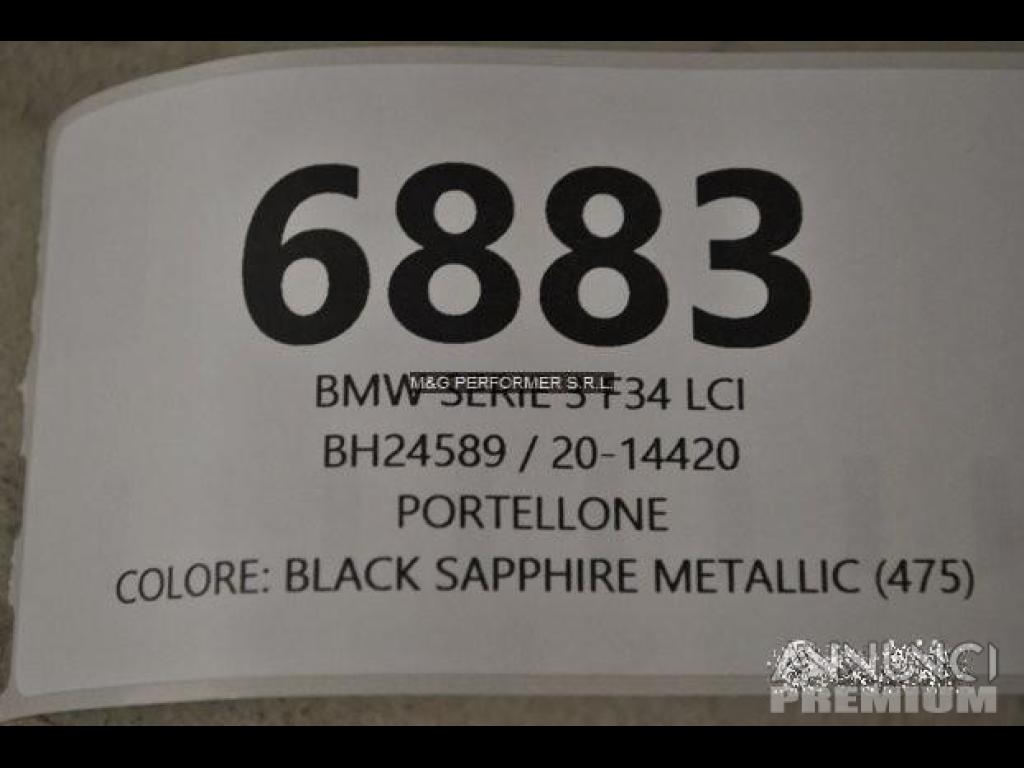 6883
M&G PERFORMER S.R.L.
BMW SERIE 3 F34 LCI
BH24589 / 20-14420
PORTELLONE
COLORE: BLACK SAPPHIRE METALLIC (475)
ANNUNCI
PREMIUM